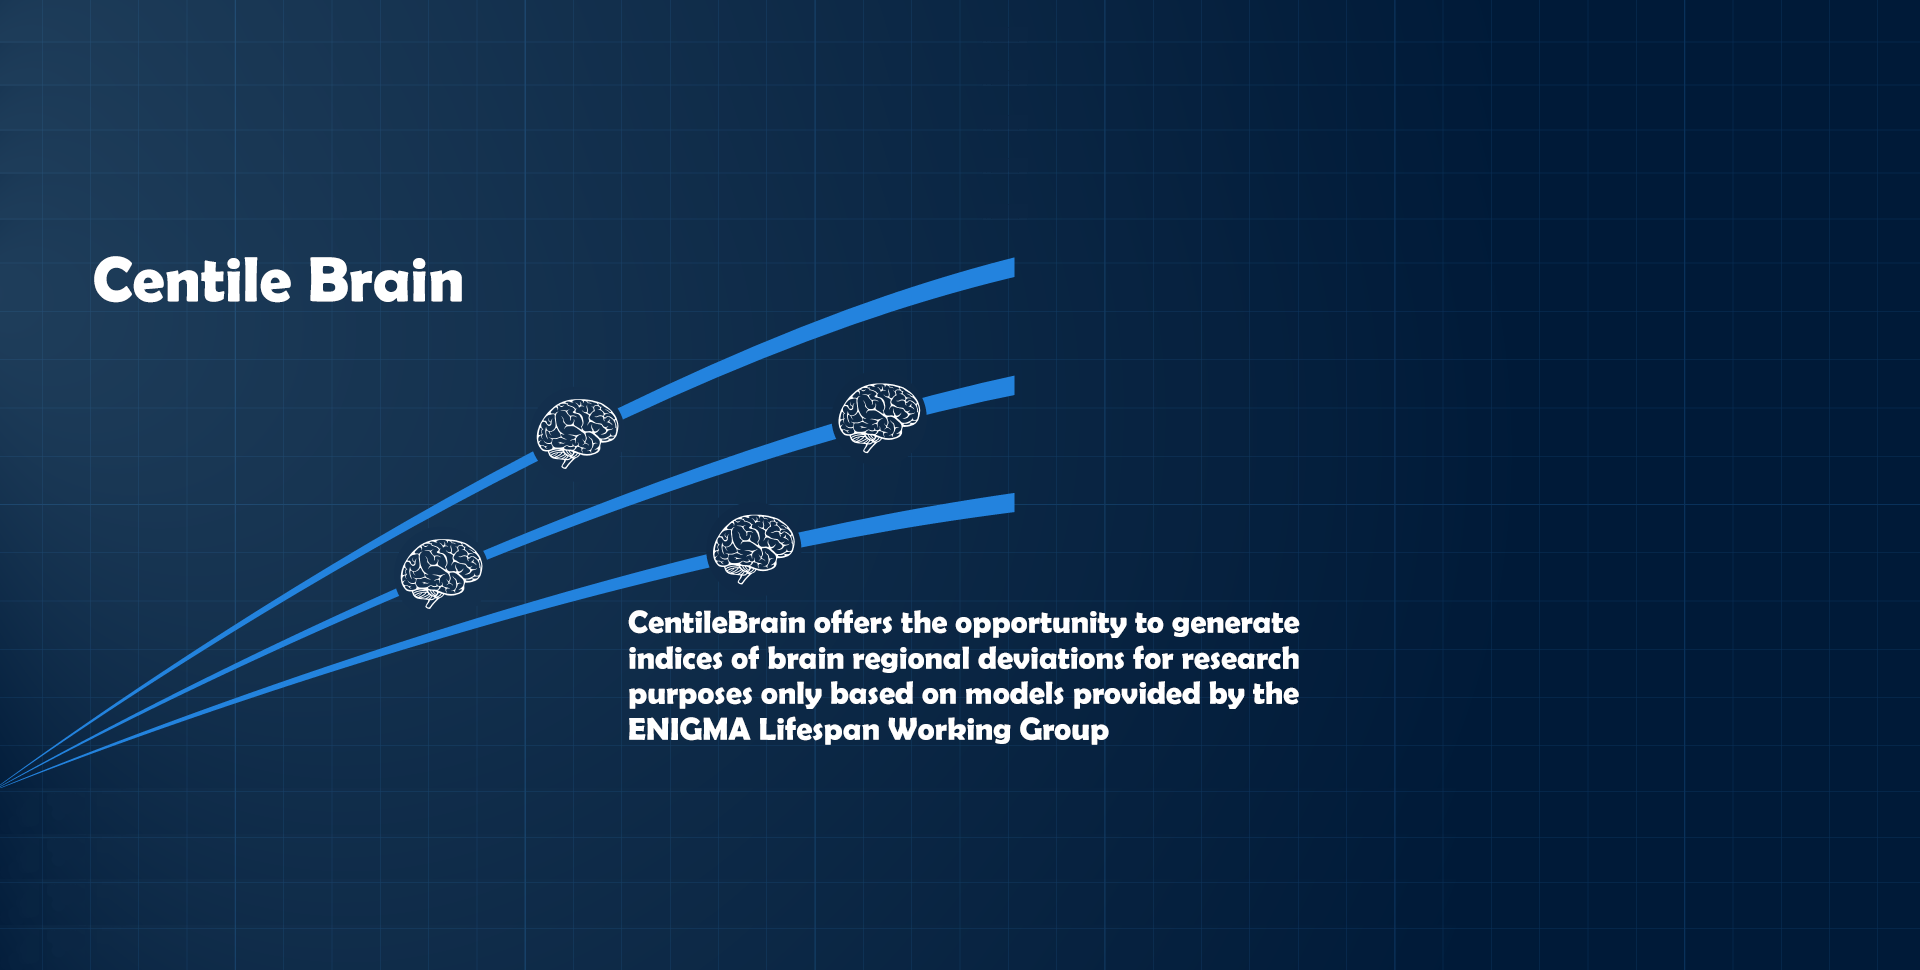 Centile Brain
CentileBrain offers the opportunity to generate
indices of brain regional deviations for research
purposes only based on models provided by the
ENIGMA Lifespan Working Group